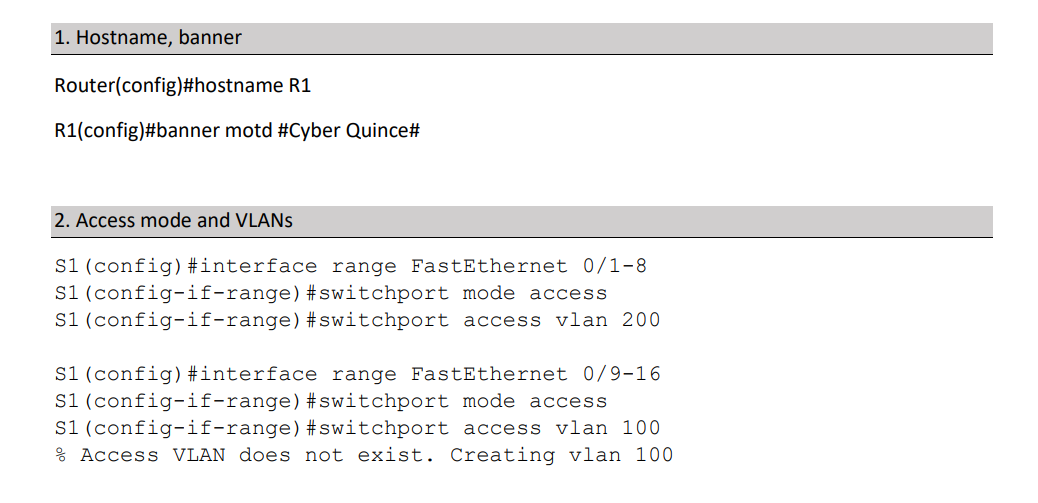 1. Hostname, banner
Router(config)#hostname R1
R1(config)#banner motd #Cyber Quince#
2. Access mode and VLANs
S1(config)#interface range FastEthernet 0/1-8
S1(config-if-range)#switchport mode access
S1(config-if-range)#switchport access vlan 200
S1(config)#interface range FastEthernet 0/9-16
S1(config-if-range)#switchport mode access
S1(config-if-range)#switchport access vlan 100
% Access VLAN does not exist. Creating vlan 100